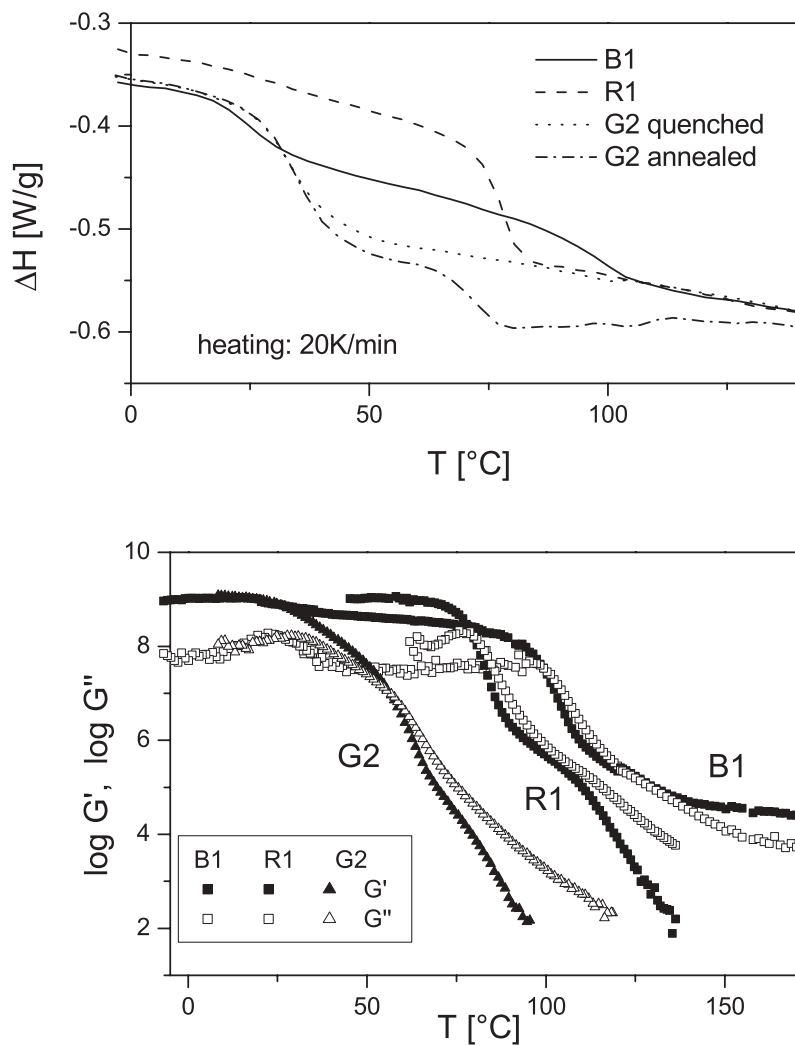 -0.3
-0.4
-0.5
-0.6
ΔH [W/g]
B1
R1
G2 quenched
G2 annealed
heating: 20K/min
0 50 100
T [°C]
10
8
6
4
2
log G', log G''
G2
R1
B1
B1 R1 G2
G'
G''
0 50 100 150
T [°C]